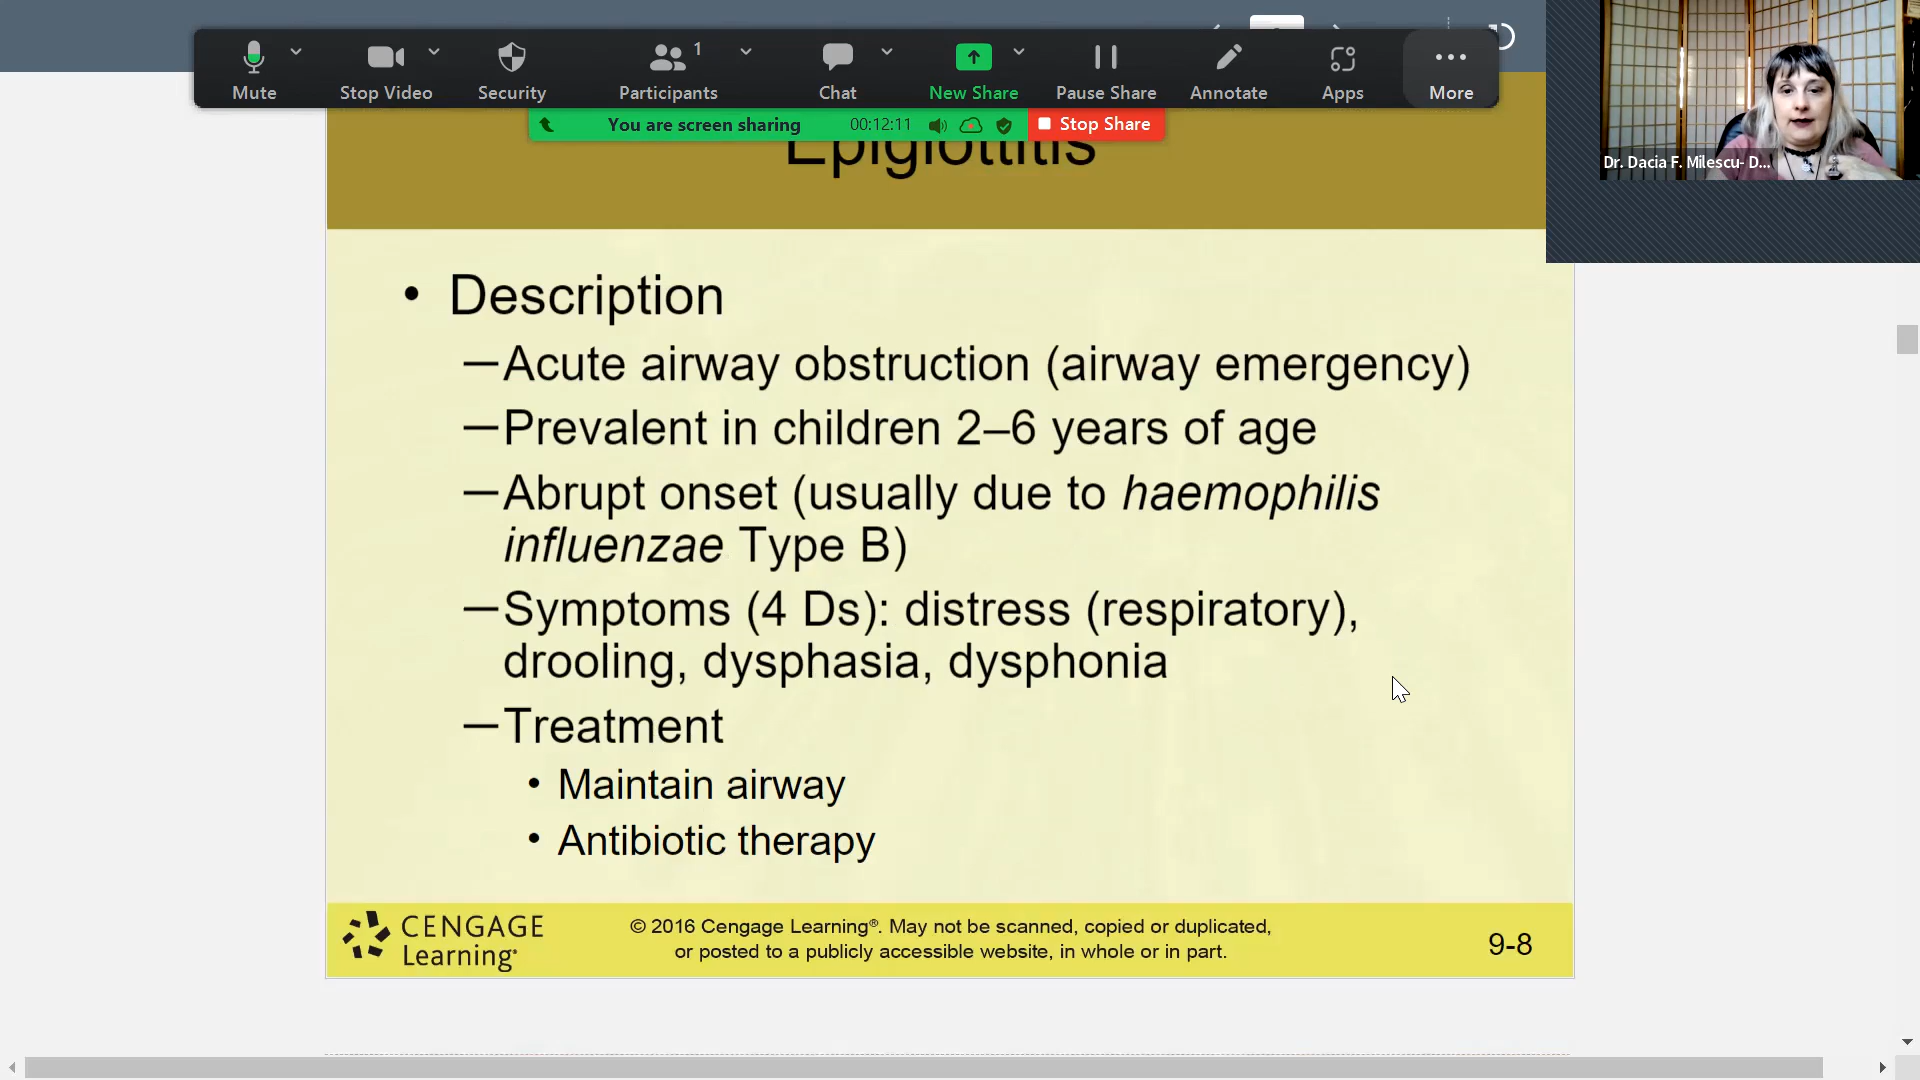 1
Mute
Stop Video
Security
Participants
Chat
New Share
Pause Share
Annotate
Apps
More
You are screen sharing
00:12:11
Stop Share
Epiglottitis
Dr. Dacia F. Milescu- D...
• Description
—Acute airway obstruction (airway emergency)
—Prevalent in children 2–6 years of age
—Abrupt onset (usually due to haemophilis
influenzae Type B)
—Symptoms (4 Ds): distress (respiratory),
drooling, dysphasia, dysphonia
—Treatment
• Maintain airway
• Antibiotic therapy
CENGAGE
Learning®
© 2016 Cengage Learning®. May not be scanned, copied or duplicated,
or posted to a publicly accessible website, in whole or in part.
9-8